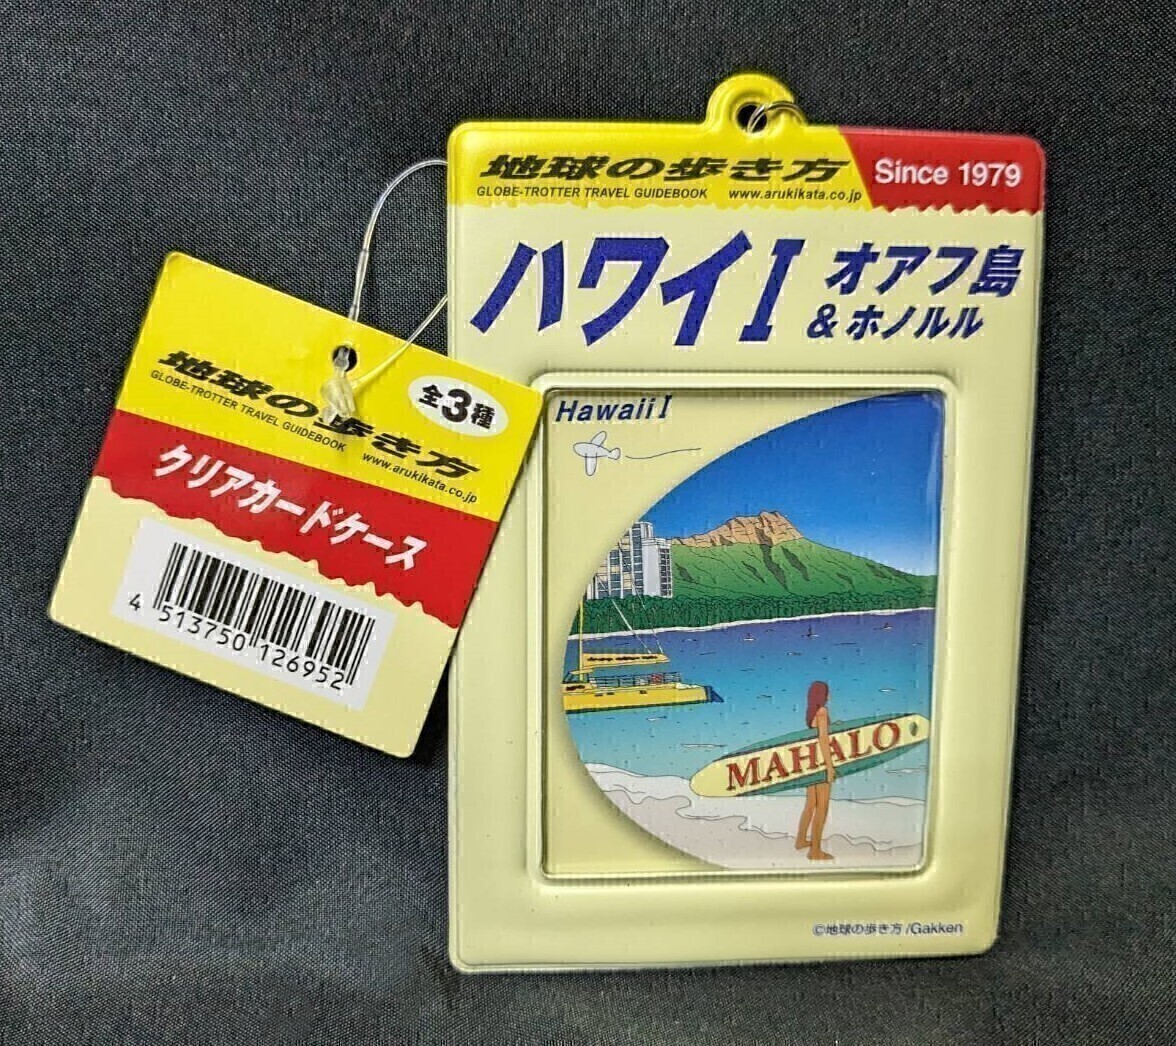 地球の歩き方
GLOBE-TROTTER TRAVEL GUIDEBOOK www.arukikata.co.jp
Since 1979
ハワイI オアフ島
&ホノルル
Hawaii I
MAHALO
©地球の歩き方/Gakken
地球の歩き方
GLOBE-TROTTER TRAVEL GUIDEBOOK www.arukikata.co.jp
全3種
クリアカードケース
4 513750 126952